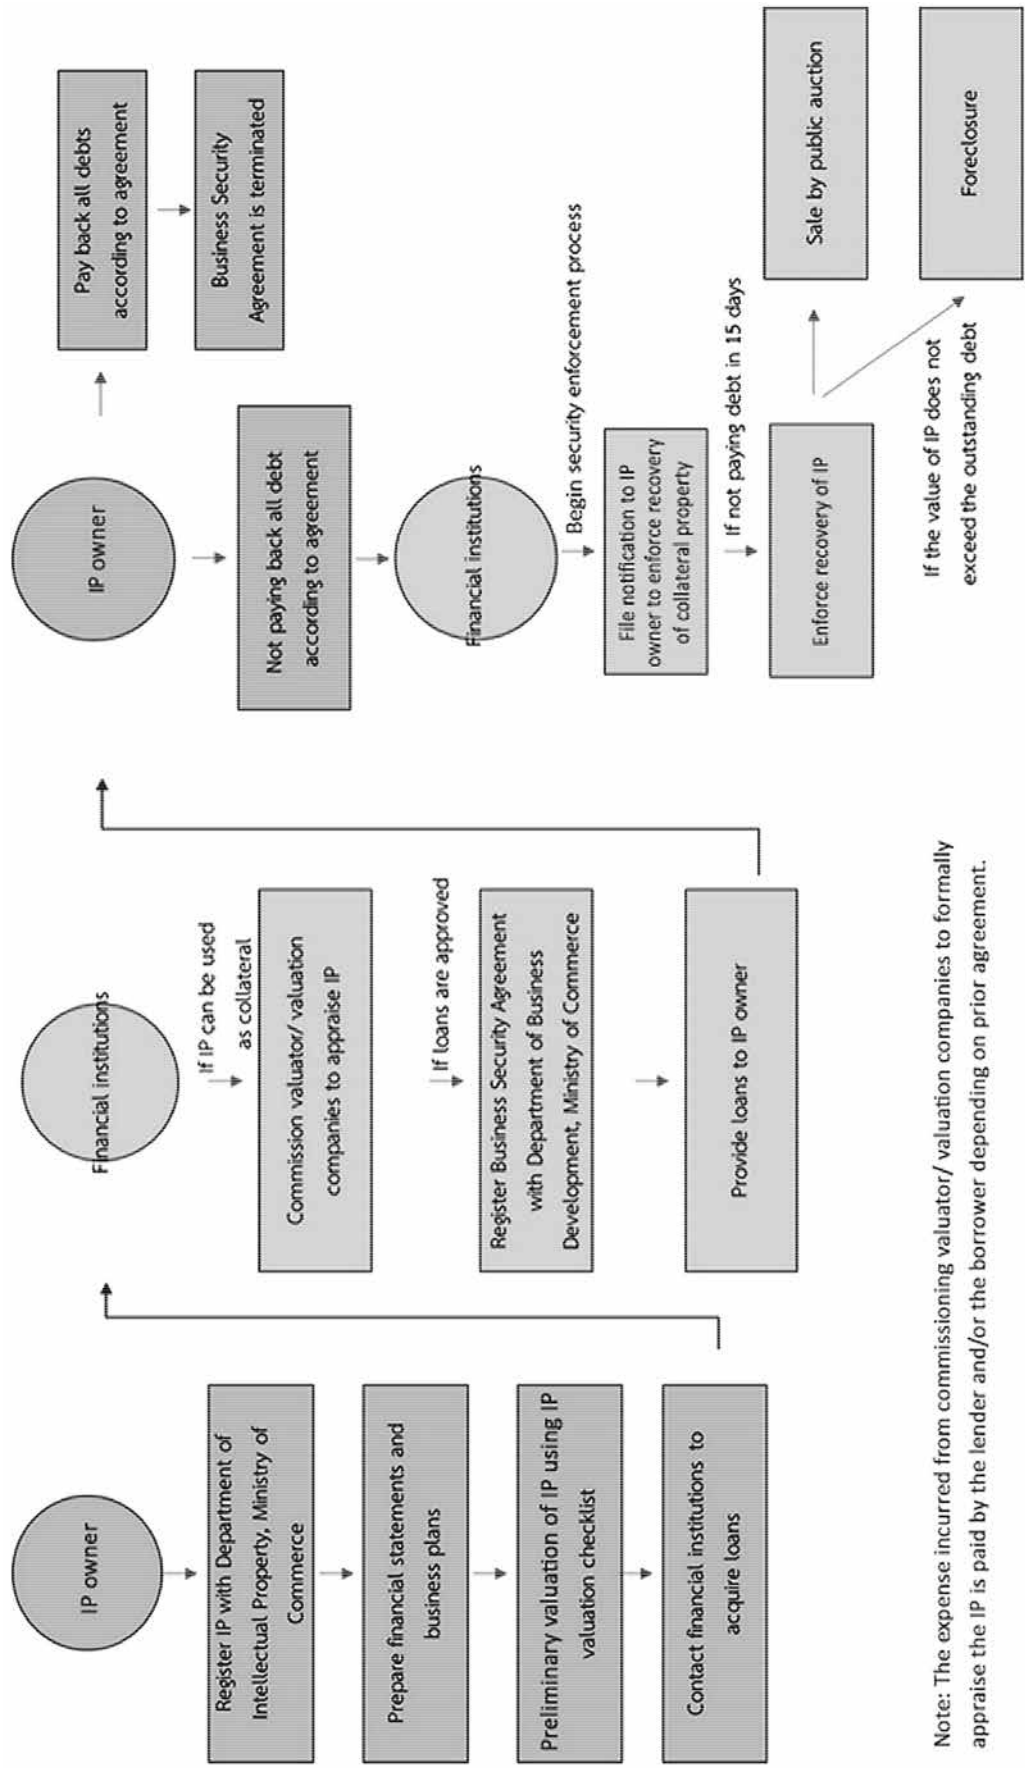 IP owner
Register IP with Department of
Intellectual Property, Ministry of
Commerce
Prepare financial statements and
business plans
Preliminary valuation of IP using IP
valuation checklist
Contact financial institutions to
acquire loans
Financial institutions
If IP can be used
as collateral
Commission valuator/ valuation
companies to appraise IP
If loans are approved
Register Business Security Agreement
with Department of Business
Development, Ministry of Commerce
Provide loans to IP owner
IP owner
Pay back all debts
according to agreement
Business Security
Agreement is terminated
Not paying back all debt
according to agreement
Financial institutions
Begin security enforcement process
File notification to IP
owner to enforce recovery
of collateral property
If not paying debt in 15 days
Enforce recovery of IP
Sale by public auction
If the value of IP does not
exceed the outstanding debt
Foreclosure
Note: The expense incurred from commissioning valuator/ valuation companies to formally
appraise the IP is paid by the lender and/or the borrower depending on prior agreement.